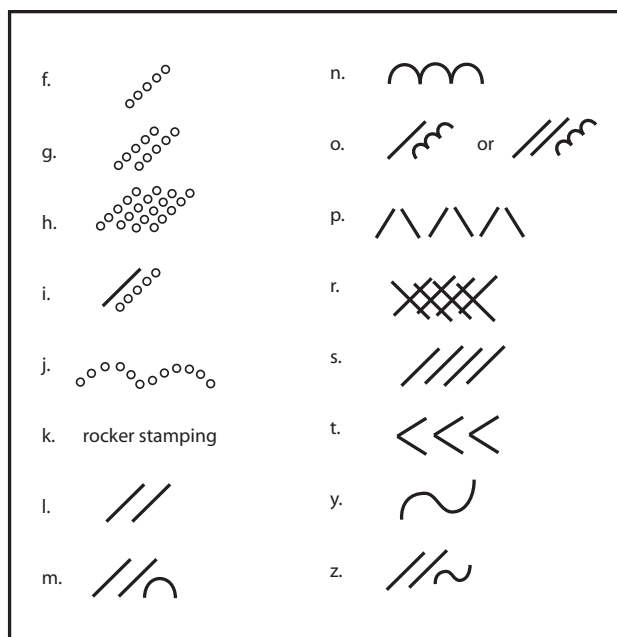 f.
g.
h.
i.
j.
k. rocker stamping
l.
m.
n.
o. or
p.
r.
s.
t.
y.
z.